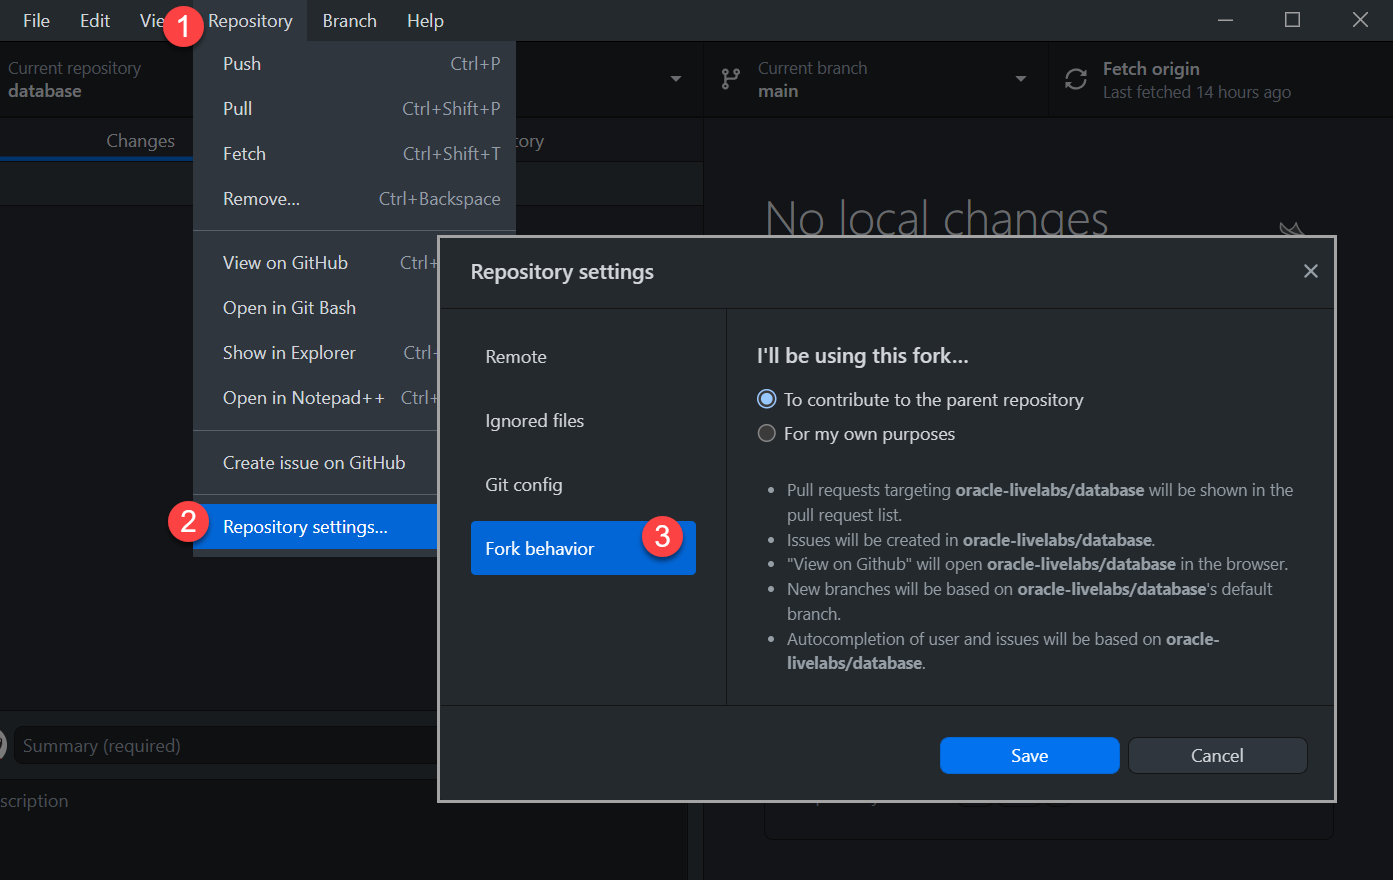 File Edit Vie 1 Repository Branch Help
Current repository
database
Current branch
main
Fetch origin
Last fetched 14 hours ago
Changes
tory
Push Ctrl+P
Pull Ctrl+Shift+P
Fetch Ctrl+Shift+T
Remove... Ctrl+Backspace
View on GitHub Ctrl+
Open in Git Bash
Show in Explorer Ctrl-
Open in Notepad++ Ctrl+
Create issue on GitHub
2 Repository settings...
No local changes
Repository settings
Remote
Ignored files
Git config
Fork behavior 3
I'll be using this fork...
To contribute to the parent repository
For my own purposes
• Pull requests targeting oracle-livelabs/database will be shown in the
pull request list.
• Issues will be created in oracle-livelabs/database.
• "View on Github" will open oracle-livelabs/database in the browser.
• New branches will be based on oracle-livelabs/database's default
branch.
• Autocompletion of user and issues will be based on oracle-
livelabs/database.
Save Cancel
Summary (required)
scription